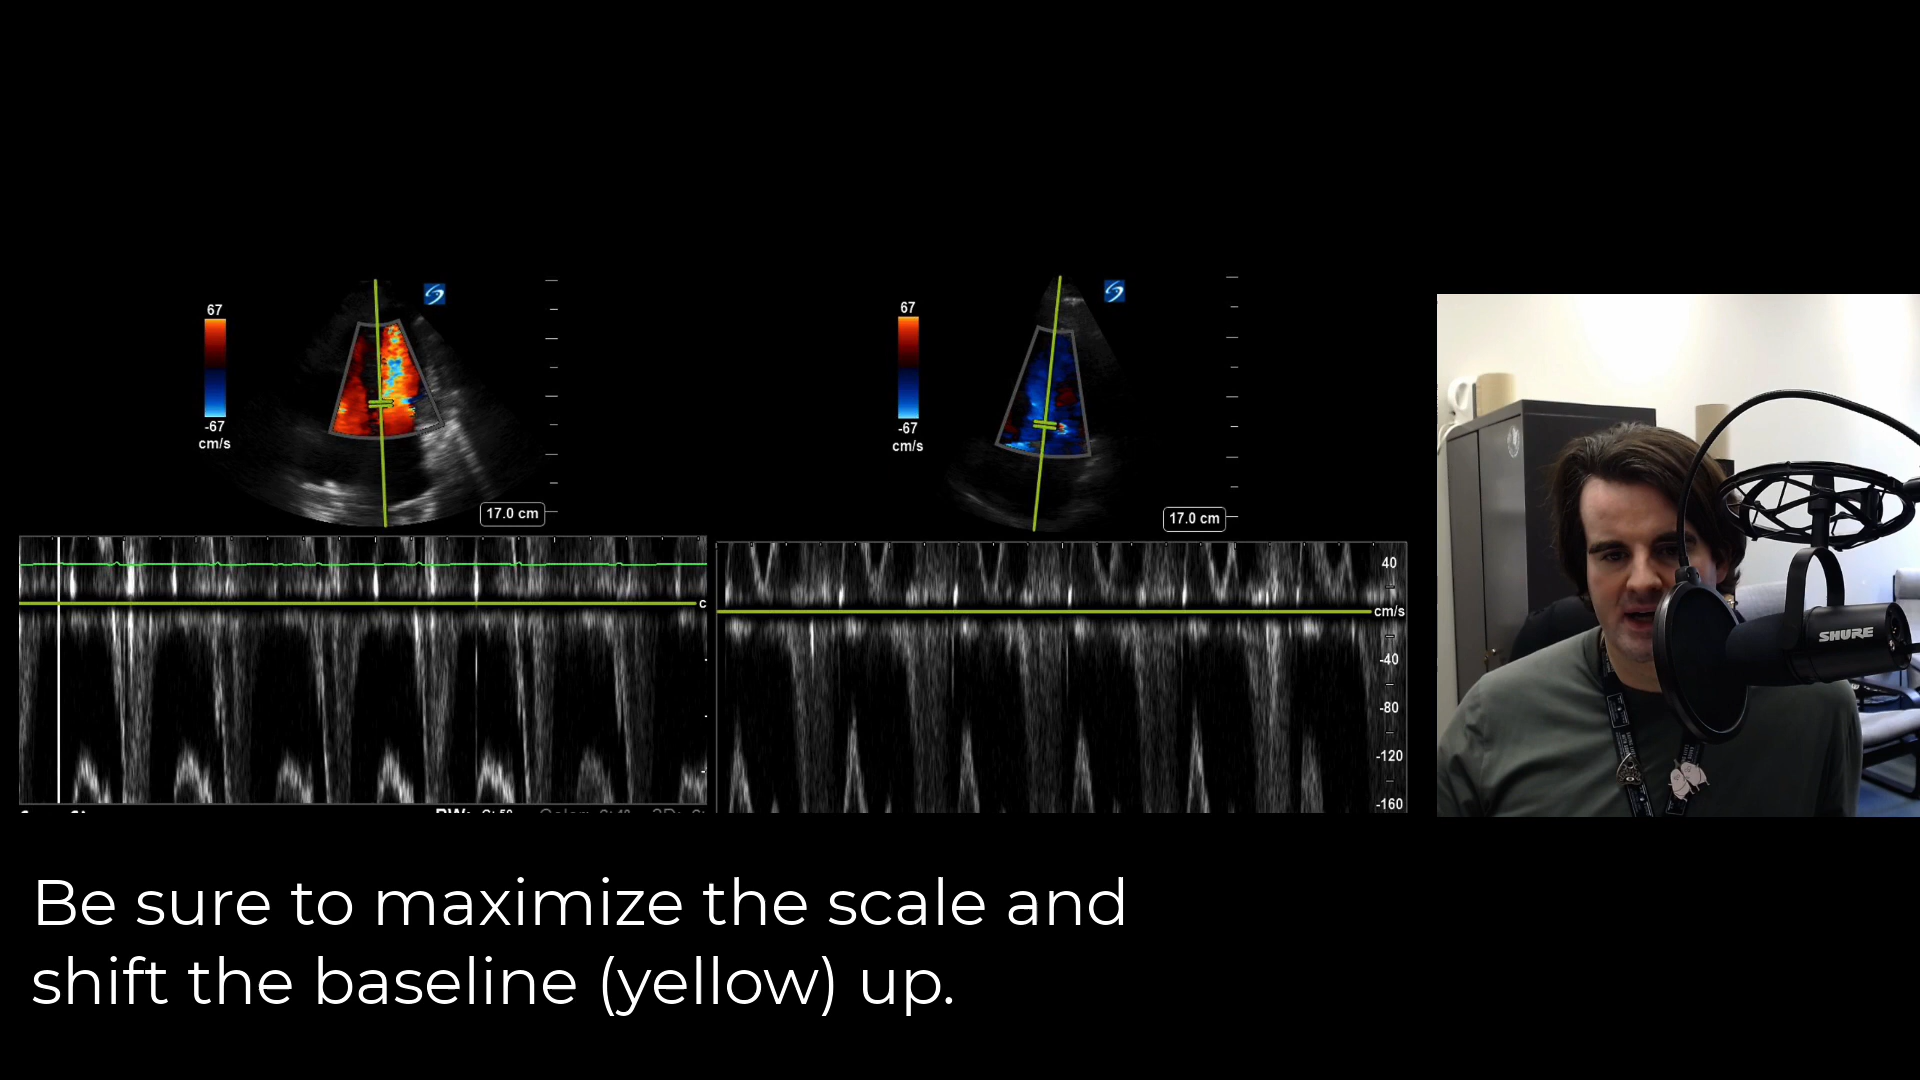 67
-67
cm/s
17.0 cm
67
-67
cm/s
17.0 cm
c
40
cm/s
-40
-80
-120
-160
SHURE
Be sure to maximize the scale and
shift the baseline (yellow) up.